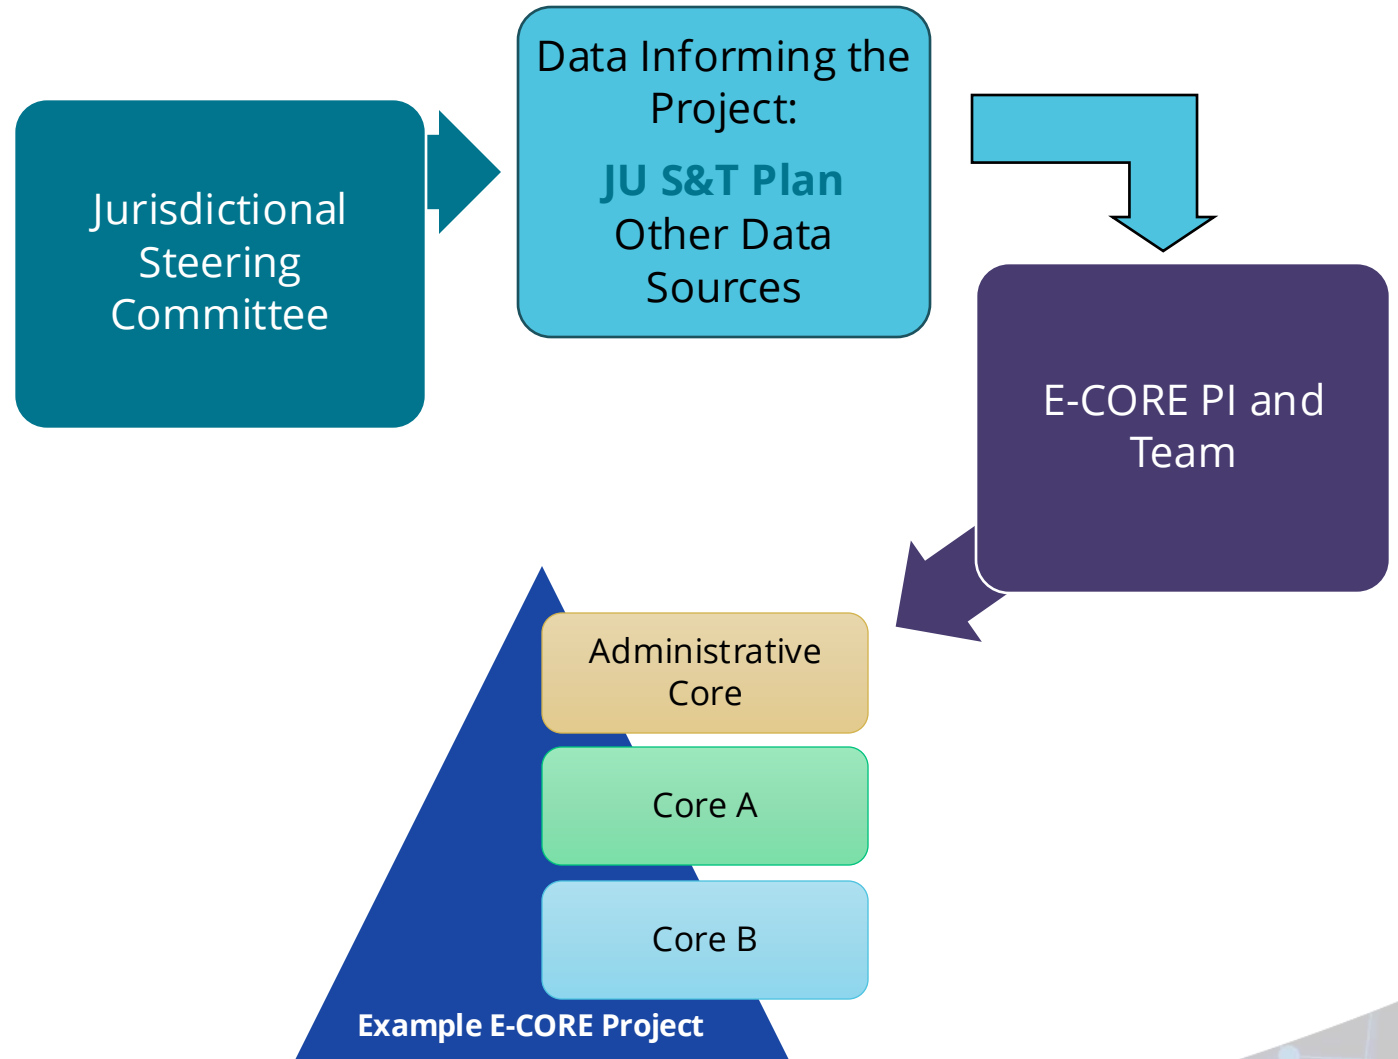 Jurisdictional
Steering
Committee
Data Informing the
Project:
JU S&T Plan
Other Data
Sources
E-CORE PI and
Team
Administrative
Core
Core A
Core B
Example E-CORE Project